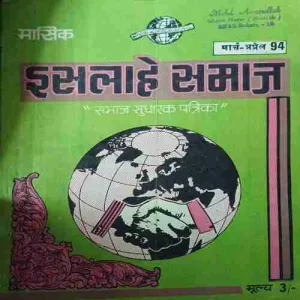 मासिक
मार्च-अप्रैल 94
इसलाहे समाज
"समाज सुधारक पत्रिका"
मूल्य 3/-